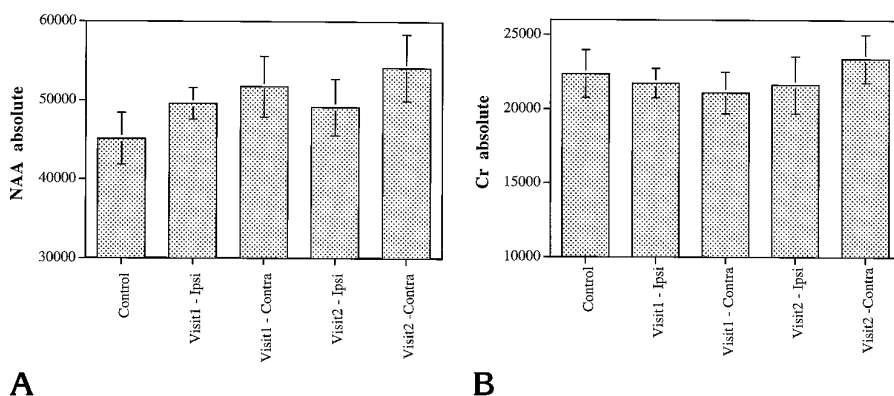 NAA absolute
60000
50000
40000
30000
Control
Visit1 - Ipsi
Visit1 - Contra
Visit2 - Ipsi
Visit2 -Contra
A
Cr absolute
25000
20000
15000
10000
Control
Visit1 - Ipsi
Visit1 - Contra
Visit2 - Ipsi
Visit2 -Contra
B